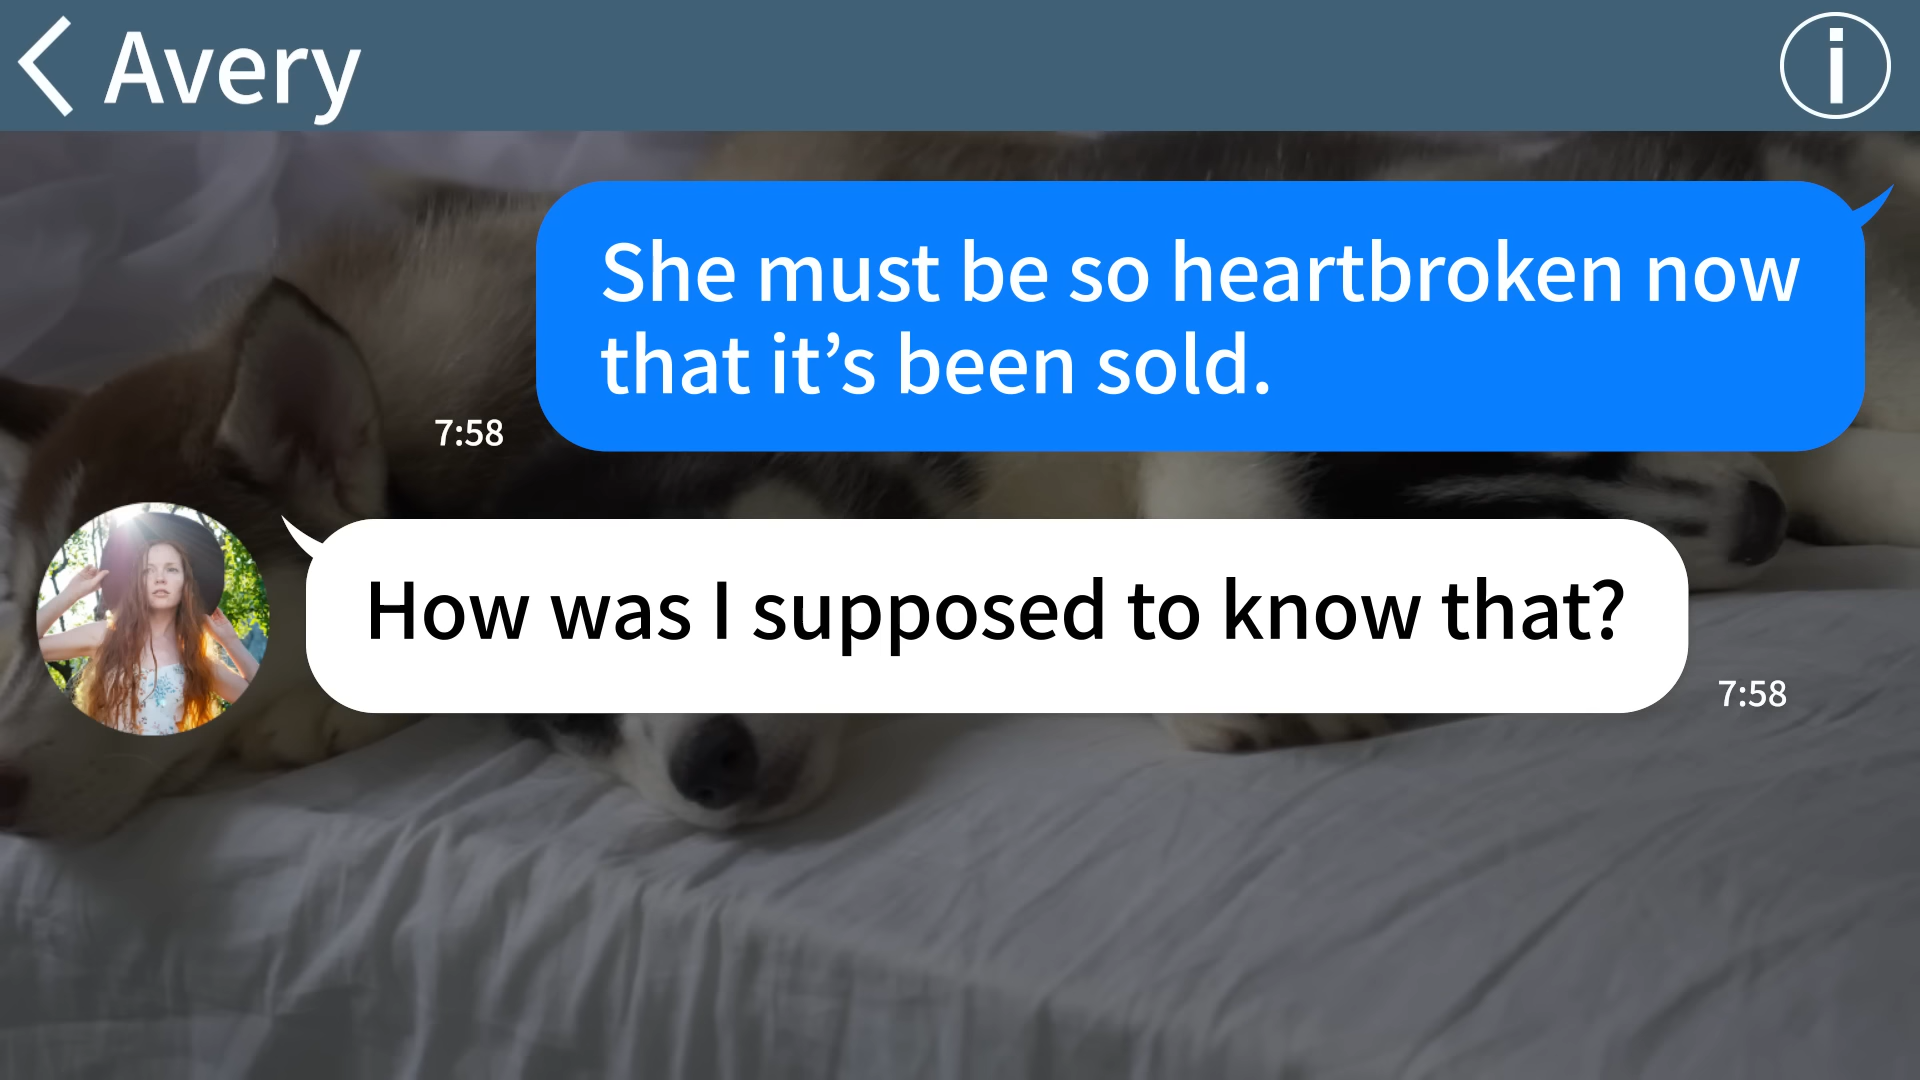 Avery
She must be so heartbroken now
that it’s been sold.
7:58
How was I supposed to know that?
7:58